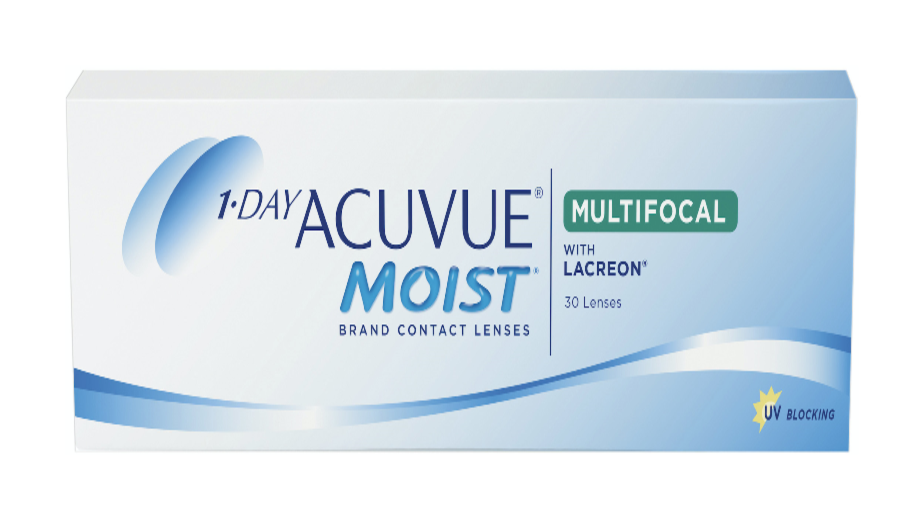 1·DAY ACUVUE®
MOIST®
BRAND CONTACT LENSES
MULTIFOCAL
WITH
LACREON®
30 Lenses
UV BLOCKING